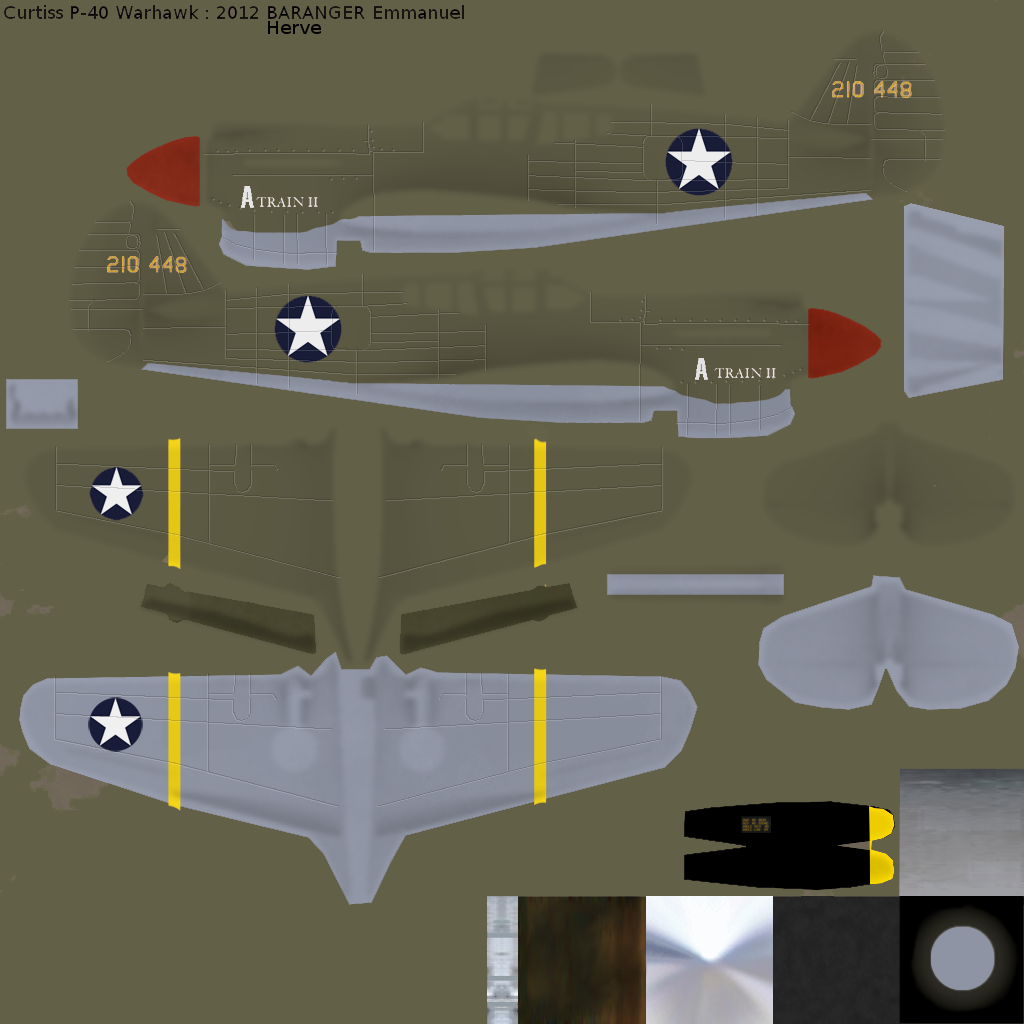 Curtiss P-40 Warhawk : 2012 BARANGER Emmanuel
Herve
210 448
A TRAIN II
210 448
A TRAIN II